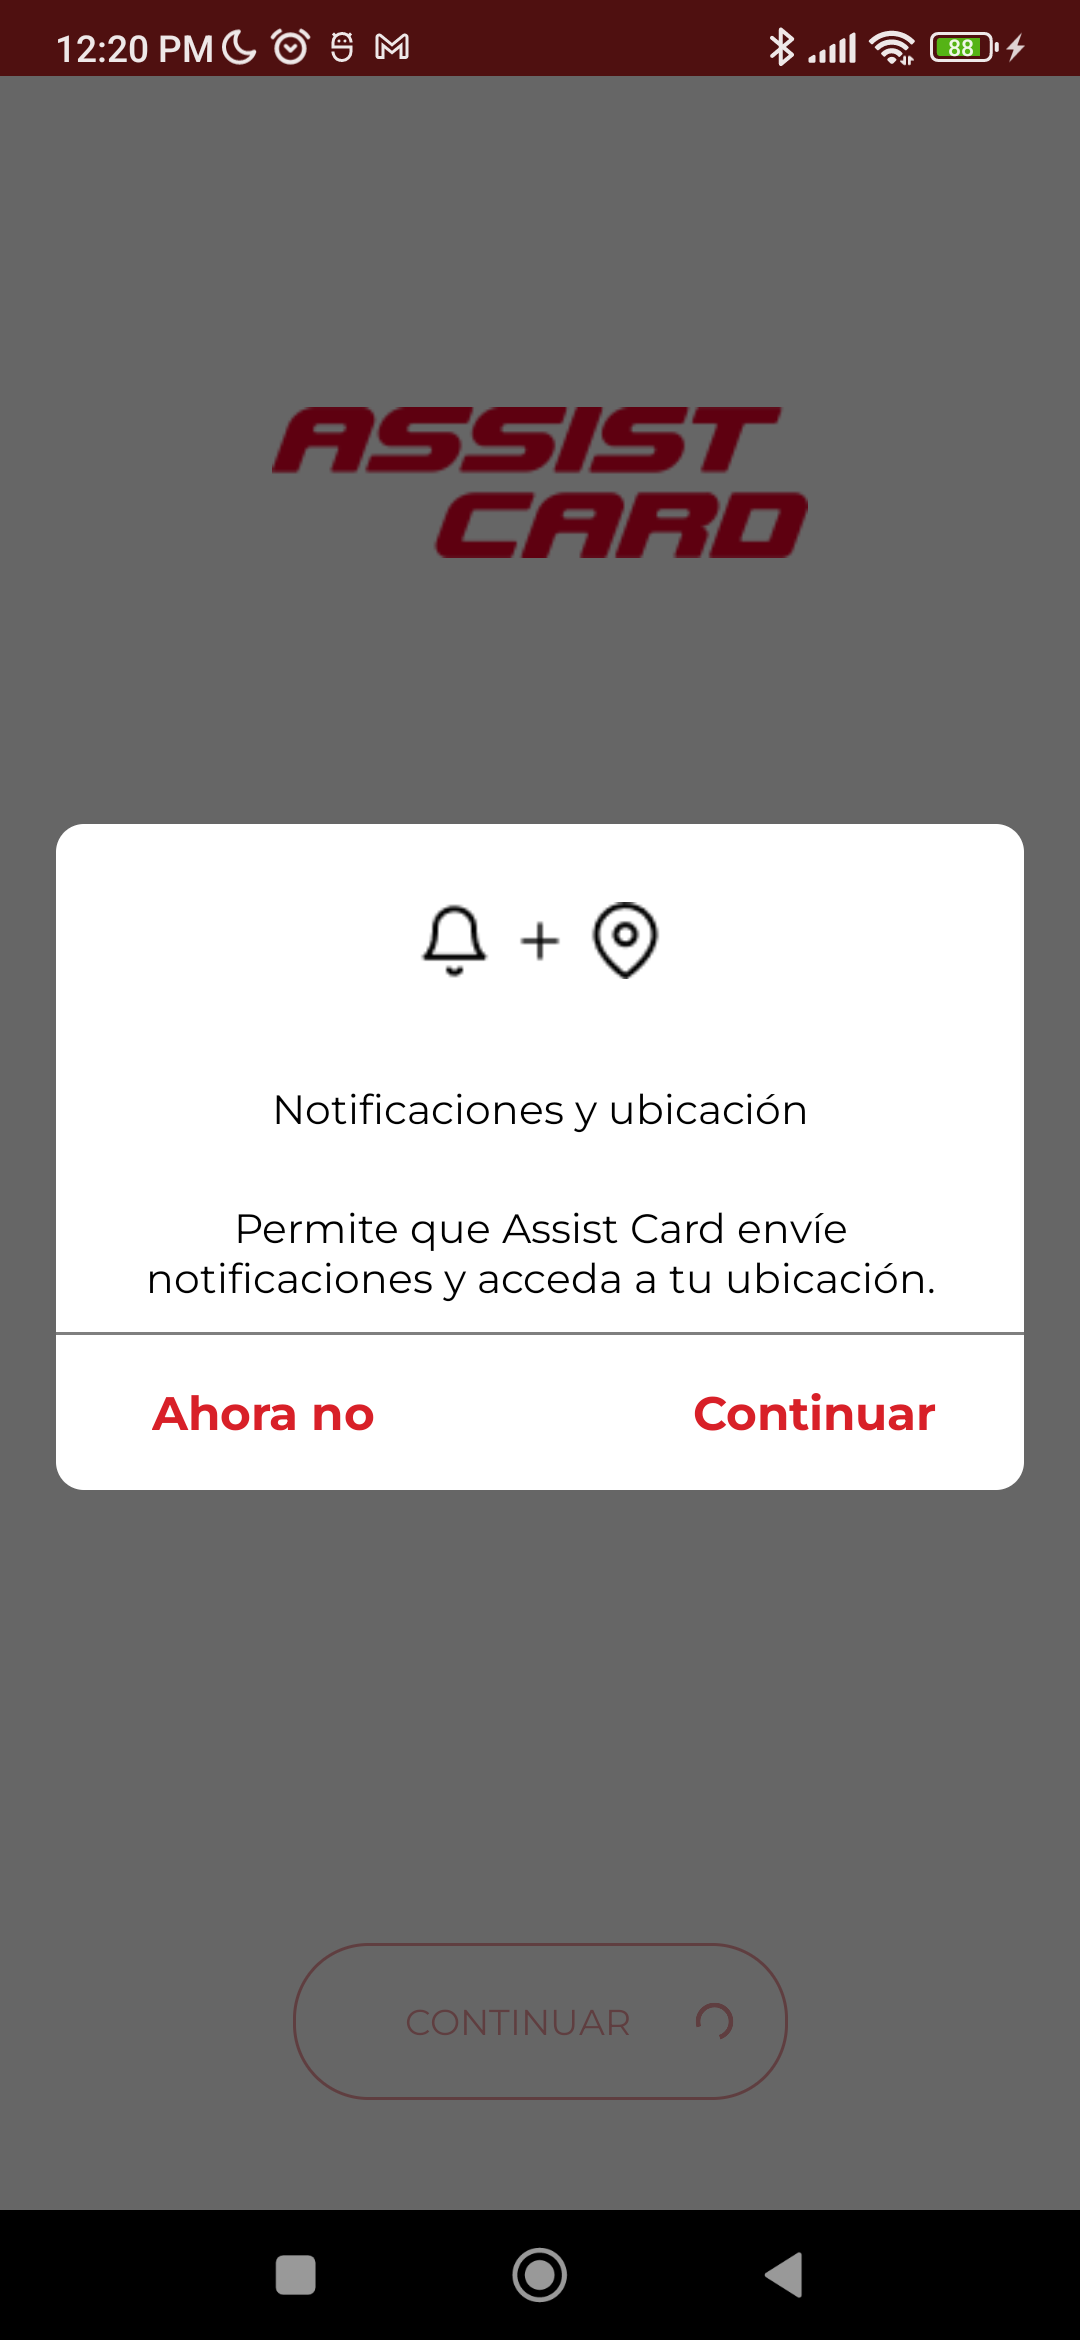 12:20 PM
88
ASSIST
CARD
Notificaciones y ubicación
Permite que Assist Card envíe
notificaciones y acceda a tu ubicación.
Ahora no
Continuar
CONTINUAR